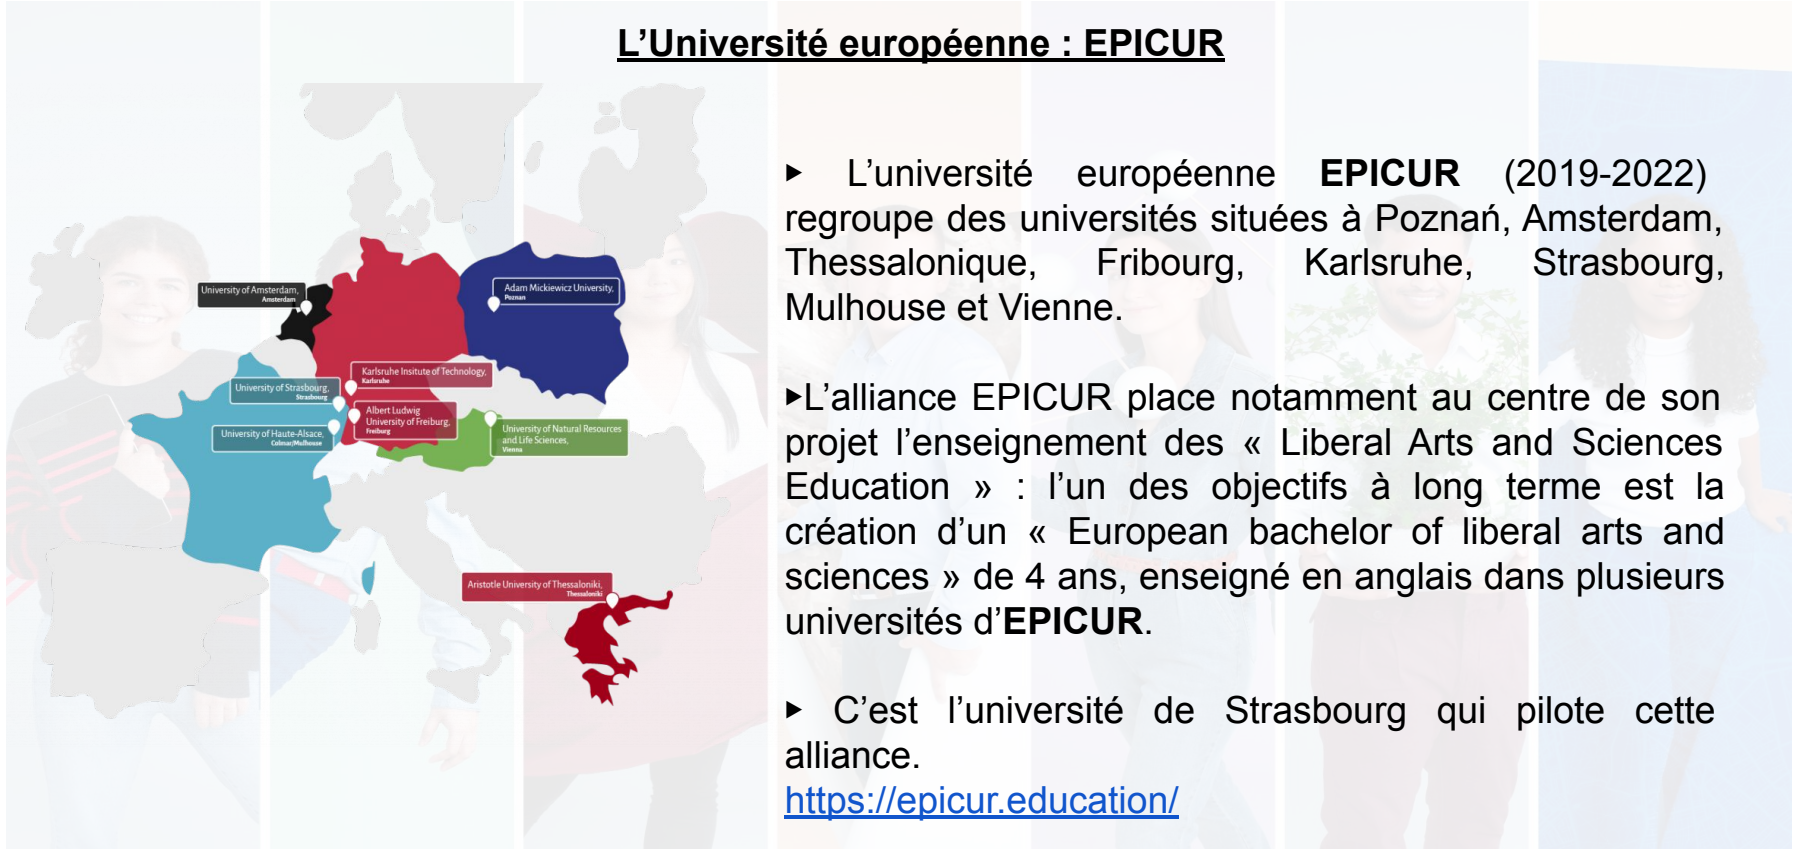 L’Université européenne : EPICUR
University of Amsterdam,
Amsterdam
Adam Mickiewicz University,
Poznan
Karlsruhe Insitute of Technology,
Karlsruhe
University of Strasbourg,
Strasbourg
Albert Ludwig
University of Freiburg,
Freiburg
University of Haute-Alsace,
Colmar/Mulhouse
University of Natural Resources
and Life Sciences,
Vienna
Aristotle University of Thessaloniki,
Thessaloniki
▸ L’université européenne EPICUR (2019-2022)
regroupe des universités situées à Poznań, Amsterdam,
Thessalonique, Fribourg, Karlsruhe, Strasbourg,
Mulhouse et Vienne.
▸L’alliance EPICUR place notamment au centre de son
projet l’enseignement des « Liberal Arts and Sciences
Education » : l’un des objectifs à long terme est la
création d’un « European bachelor of liberal arts and
sciences » de 4 ans, enseigné en anglais dans plusieurs
universités d’EPICUR.
▸ C’est l’université de Strasbourg qui pilote cette
alliance.
https://epicur.education/